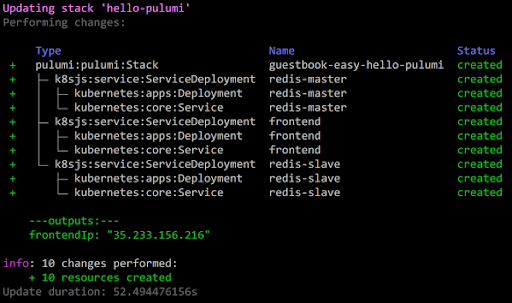 Updating stack 'hello-pulumi'
Performing changes:
Type Name Status
+ pulumi:pulumi:Stack guestbook-easy-hello-pulumi created
+ ├─ k8sjs:service:ServiceDeployment redis-master created
+ │ ├─ kubernetes:apps:Deployment redis-master created
+ │ └─ kubernetes:core:Service redis-master created
+ ├─ k8sjs:service:ServiceDeployment frontend created
+ │ ├─ kubernetes:apps:Deployment frontend created
+ │ └─ kubernetes:core:Service frontend created
+ └─ k8sjs:service:ServiceDeployment redis-slave created
+ ├─ kubernetes:apps:Deployment redis-slave created
+ └─ kubernetes:core:Service redis-slave created
---outputs:---
frontendIp: "35.233.156.216"
info: 10 changes performed:
+ 10 resources created
Update duration: 52.494476156s